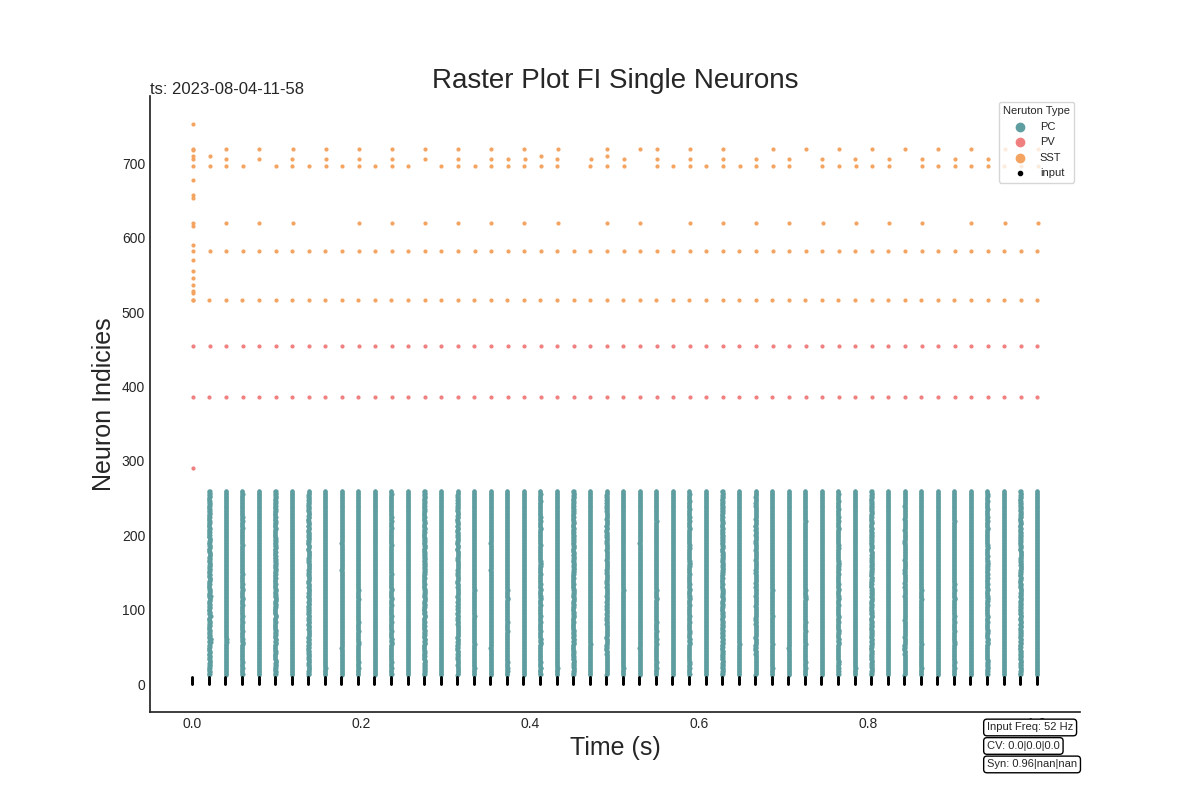 Raster Plot FI Single Neurons
ts: 2023-08-04-11-58
Neruton Type
PC
PV
SST
input
Neuron Indicies
700
600
500
400
300
200
100
0
0.0
0.2
0.4
0.6
0.8
Time (s)
Input Freq: 52 Hz
CV: 0.0|0.0|0.0
Syn: 0.96|nan|nan